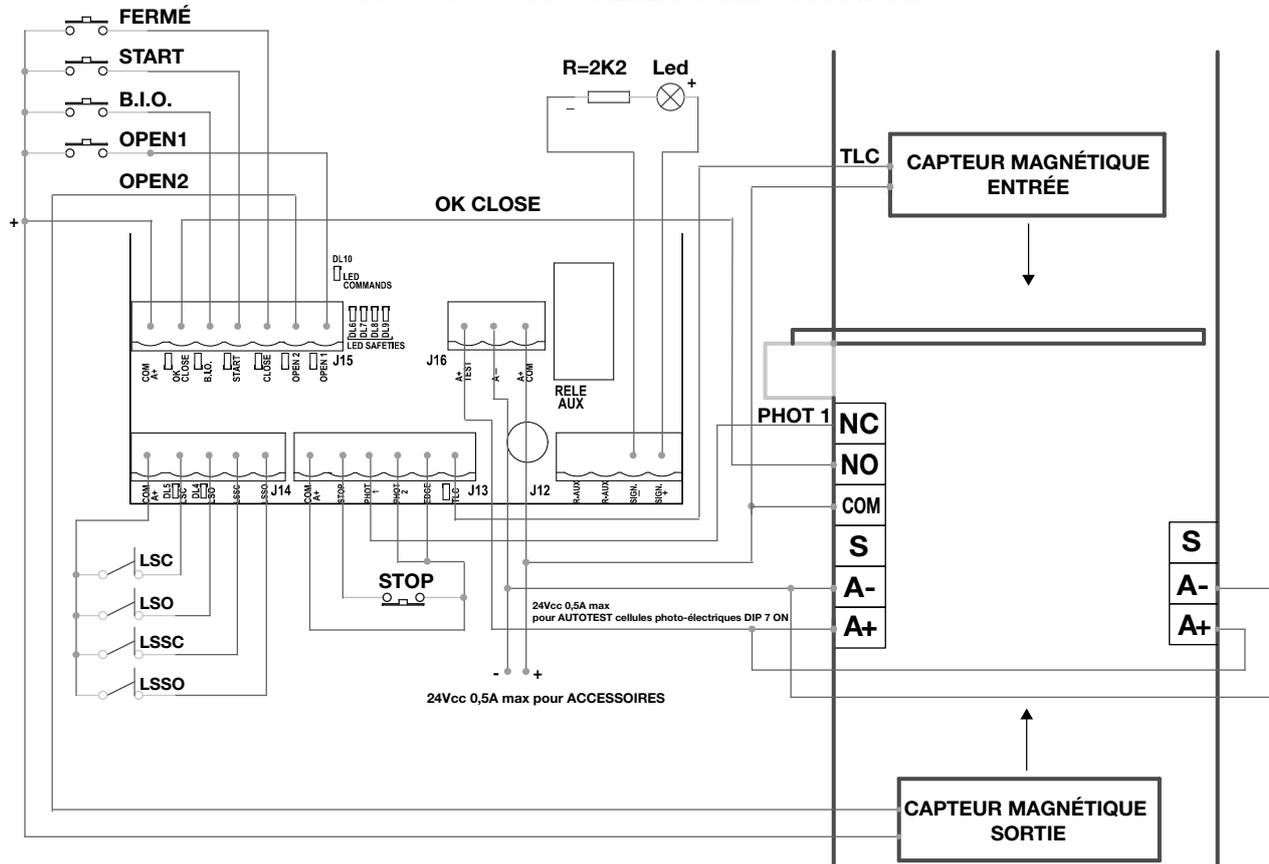 FERMÉ
START
B.I.O.
OPEN1
OPEN2
+
R=2K2 Led
+
–
OK CLOSE
TLC
CAPTEUR MAGNÉTIQUE
ENTRÉE
DL10
LED
COMMANDS
DL6
DL7
DL8
DL9
LED SAFETIES
J15
COM
A+
OK
CLOSE
B.I.O.
START
CLOSE
OPEN 2
OPEN 1
J16
A+
TEST
A–
A+
COM
RELE
AUX
PHOT 1
NC
NO
COM
S
A-
A+
S
A-
A+
J14
COM
A+
DL5
LSC
DL4
LSO
LSSC
LSSO
J13
COM
A+
STOP
PHOT
1
PHOT
2
EDGE
TLC
J12
R-AUX
R-AUX
SIGN.
–
SIGN.
+
LSC
LSO
LSSC
LSSO
STOP
24Vcc 0,5A max
pour AUTOTEST cellules photo-électriques DIP 7 ON
- +
24Vcc 0,5A max pour ACCESSOIRES
CAPTEUR MAGNÉTIQUE
SORTIE